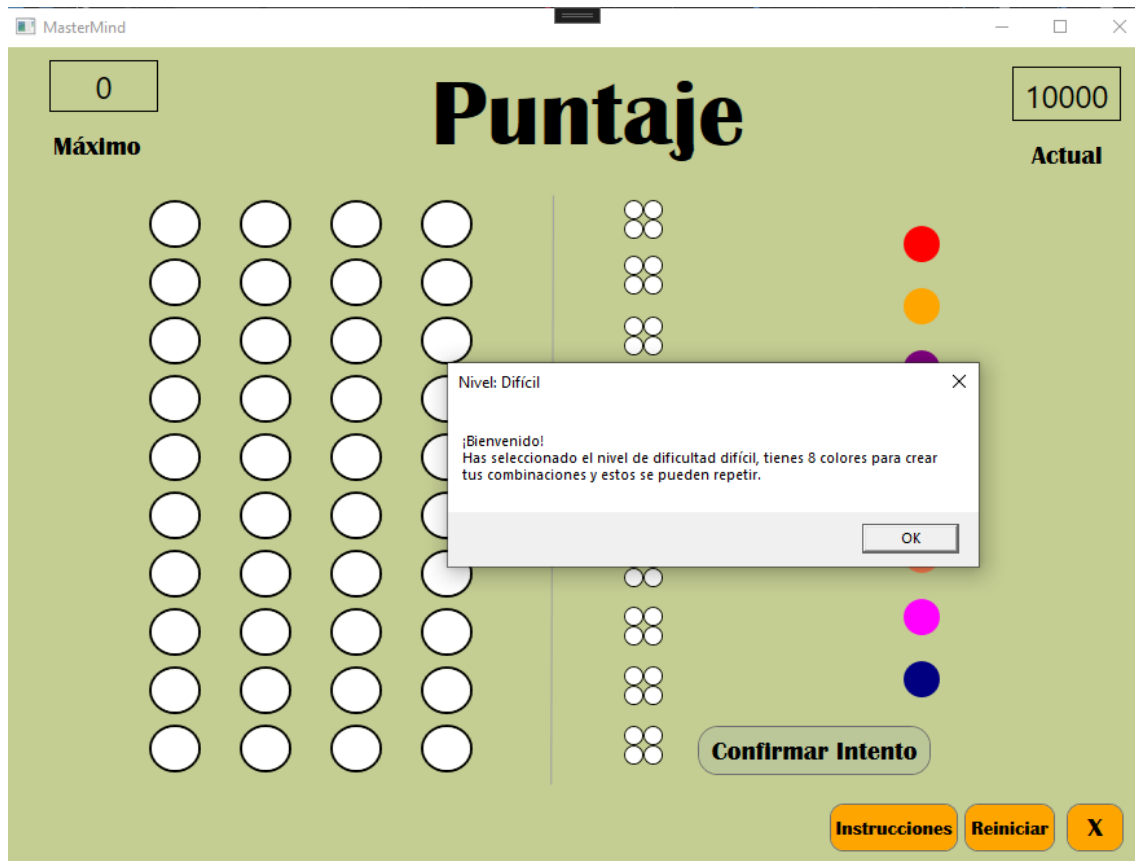 MasterMind
0
Puntaje
10000
Máximo
Actual
Nivel: Difícil
¡Bienvenido!
Has seleccionado el nivel de dificultad difícil, tienes 8 colores para crear
tus combinaciones y estos se pueden repetir.
OK
Confirmar Intento
Instrucciones
Reiniciar
X